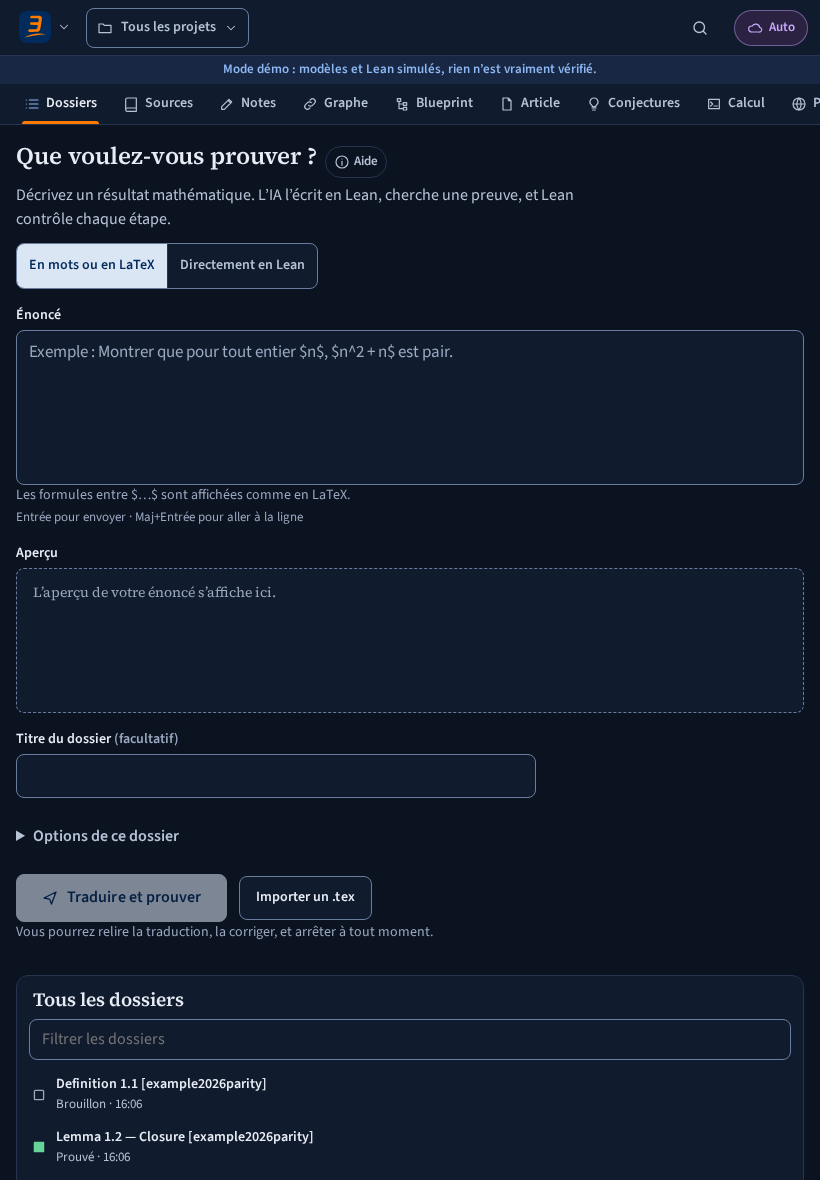 Tous les projets
Auto
Mode démo : modèles et Lean simulés, rien n’est vraiment vérifié.
Dossiers
Sources
Notes
Graphe
Blueprint
Article
Conjectures
Calcul
P
Que voulez-vous prouver ?
Aide
Décrivez un résultat mathématique. L’IA l’écrit en Lean, cherche une preuve, et Lean
contrôle chaque étape.
En mots ou en LaTeX
Directement en Lean
Énoncé
Exemple : Montrer que pour tout entier $n$, $n^2 + n$ est pair.
Les formules entre $…$ sont affichées comme en LaTeX.
Entrée pour envoyer · Maj+Entrée pour aller à la ligne
Aperçu
L’aperçu de votre énoncé s’affiche ici.
Titre du dossier (facultatif)
Options de ce dossier
Traduire et prouver
Importer un .tex
Vous pourrez relire la traduction, la corriger, et arrêter à tout moment.
Tous les dossiers
Filtrer les dossiers
Definition 1.1 [example2026parity]
Brouillon · 16:06
Lemma 1.2 — Closure [example2026parity]
Prouvé · 16:06